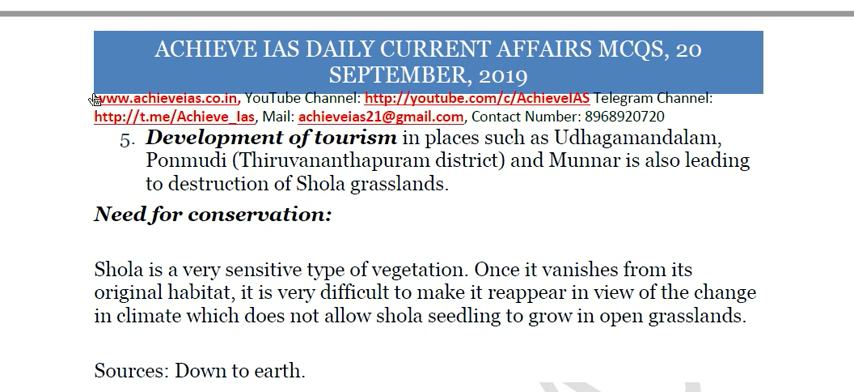 ACHIEVE IAS DAILY CURRENT AFFAIRS MCQS, 20
SEPTEMBER, 2019
www.achieveias.co.in, YouTube Channel: http://youtube.com/c/AchieveIAS Telegram Channel:
http://t.me/Achieve_Ias, Mail: achieveias21@gmail.com, Contact Number: 8968920720
5. Development of tourism in places such as Udhagamandalam,
Ponmudi (Thiruvananthapuram district) and Munnar is also leading
to destruction of Shola grasslands.
Need for conservation:
Shola is a very sensitive type of vegetation. Once it vanishes from its
original habitat, it is very difficult to make it reappear in view of the change
in climate which does not allow shola seedling to grow in open grasslands.
Sources: Down to earth.